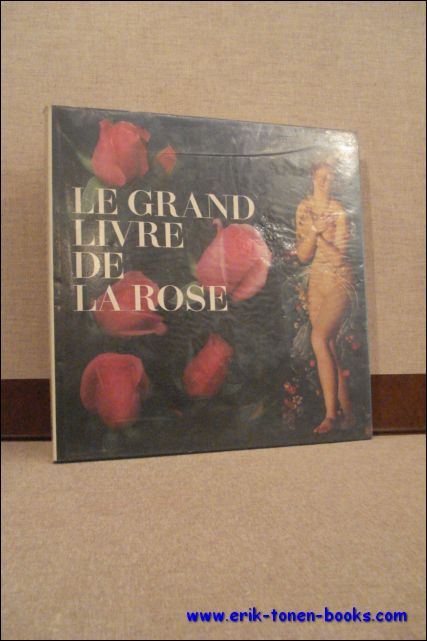 LE GRAND
LIVRE
DE
LA ROSE
www.erik-tonen-books.com